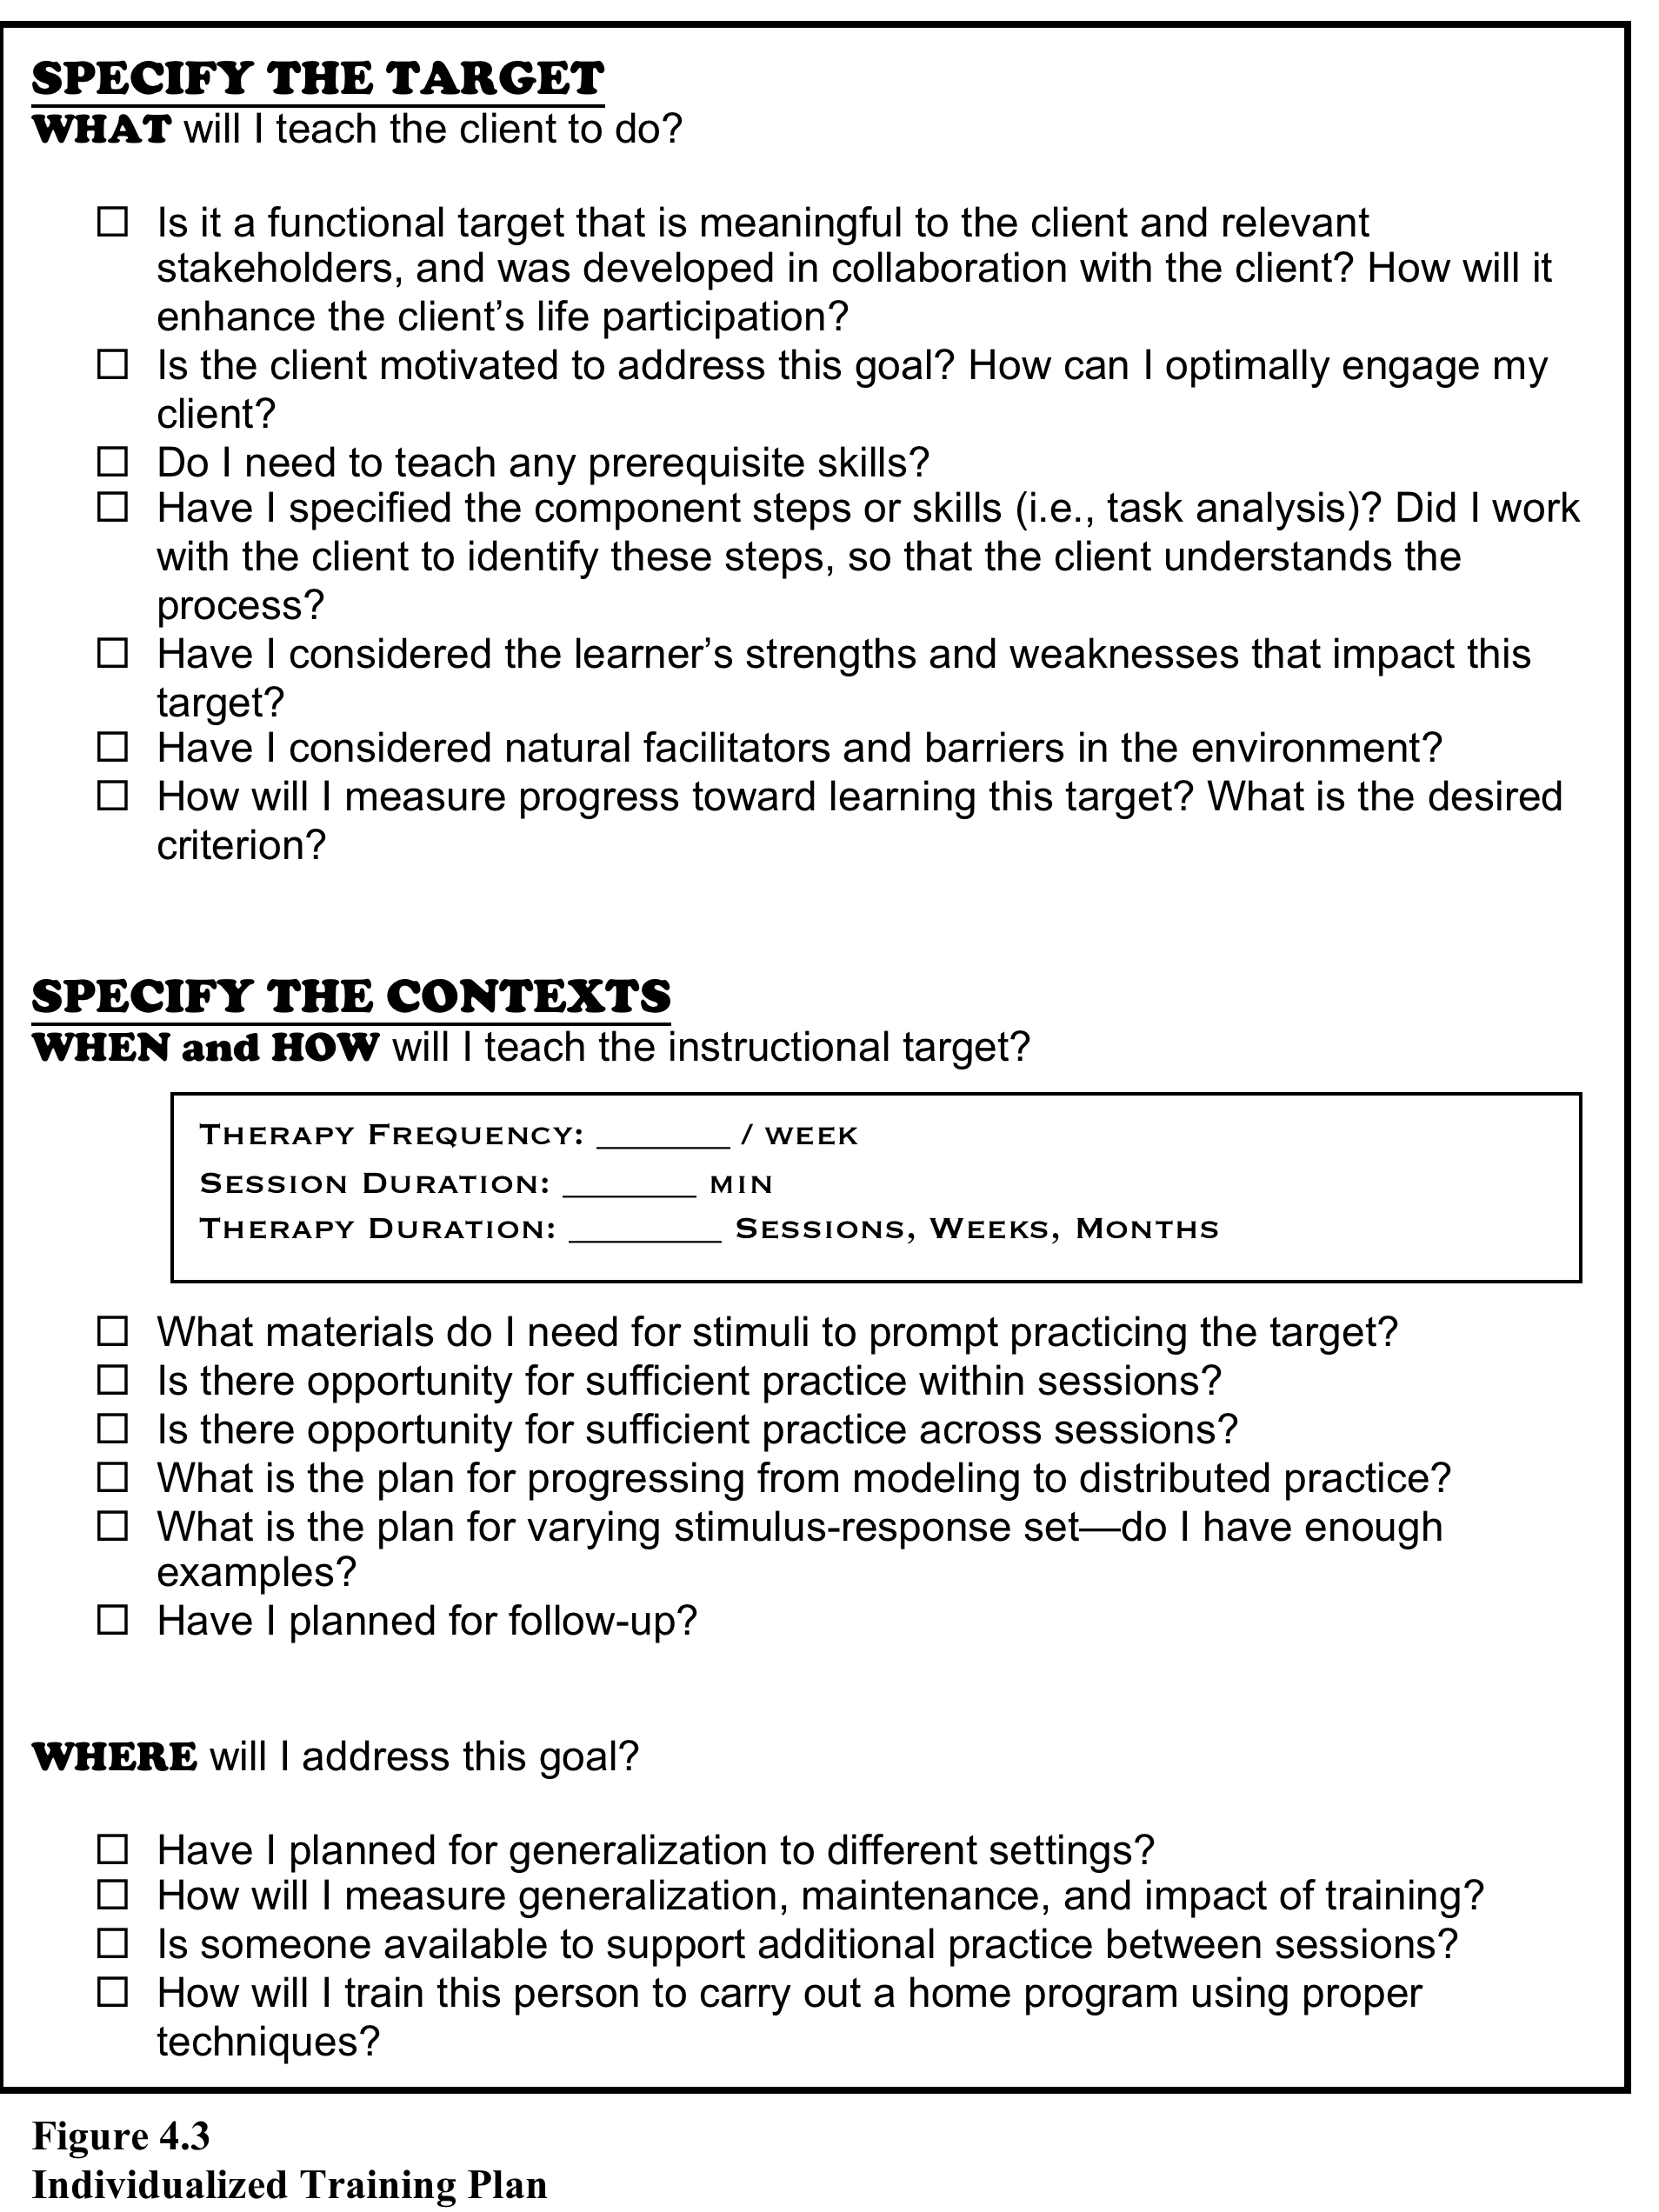 SPECIFY THE TARGET
WHAT will I teach the client to do?
☐ Is it a functional target that is meaningful to the client and relevant
stakeholders, and was developed in collaboration with the client? How will it
enhance the client’s life participation?
☐ Is the client motivated to address this goal? How can I optimally engage my
client?
☐ Do I need to teach any prerequisite skills?
☐ Have I specified the component steps or skills (i.e., task analysis)? Did I work
with the client to identify these steps, so that the client understands the
process?
☐ Have I considered the learner’s strengths and weaknesses that impact this
target?
☐ Have I considered natural facilitators and barriers in the environment?
☐ How will I measure progress toward learning this target? What is the desired
criterion?
SPECIFY THE CONTEXTS
WHEN and HOW will I teach the instructional target?
THERAPY FREQUENCY: _______ / WEEK
SESSION DURATION: _______ MIN
THERAPY DURATION: ________ SESSIONS, WEEKS, MONTHS
☐ What materials do I need for stimuli to prompt practicing the target?
☐ Is there opportunity for sufficient practice within sessions?
☐ Is there opportunity for sufficient practice across sessions?
☐ What is the plan for progressing from modeling to distributed practice?
☐ What is the plan for varying stimulus-response set—do I have enough
examples?
☐ Have I planned for follow-up?
WHERE will I address this goal?
☐ Have I planned for generalization to different settings?
☐ How will I measure generalization, maintenance, and impact of training?
☐ Is someone available to support additional practice between sessions?
☐ How will I train this person to carry out a home program using proper
techniques?
Figure 4.3
Individualized Training Plan